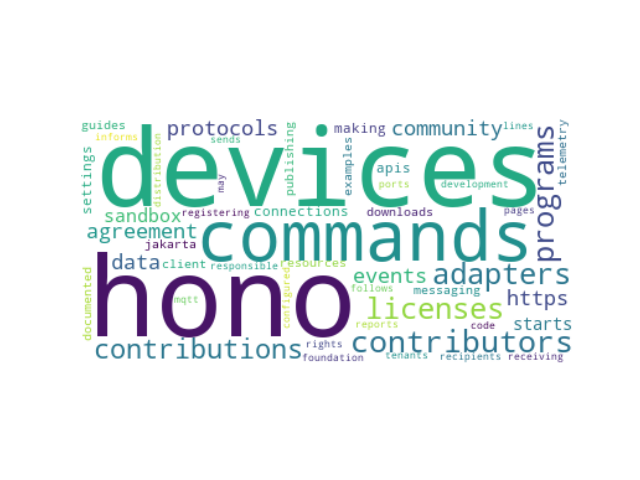 guides
informs
protocols
sends
making
community
lines
settings
distribution
may
publishing
examples
apis
ports
development
programs
telemetry
devices
sandbox
registering
connections
downloads
pages
agreement
jakarta
commands
data
client
responsible
resources
events
adapters
hono
documented
mqtt
configured
follows
messaging
https
licenses
reports
code
starts
contributions
rights
contributors
foundation
tenants
recipients
receiving